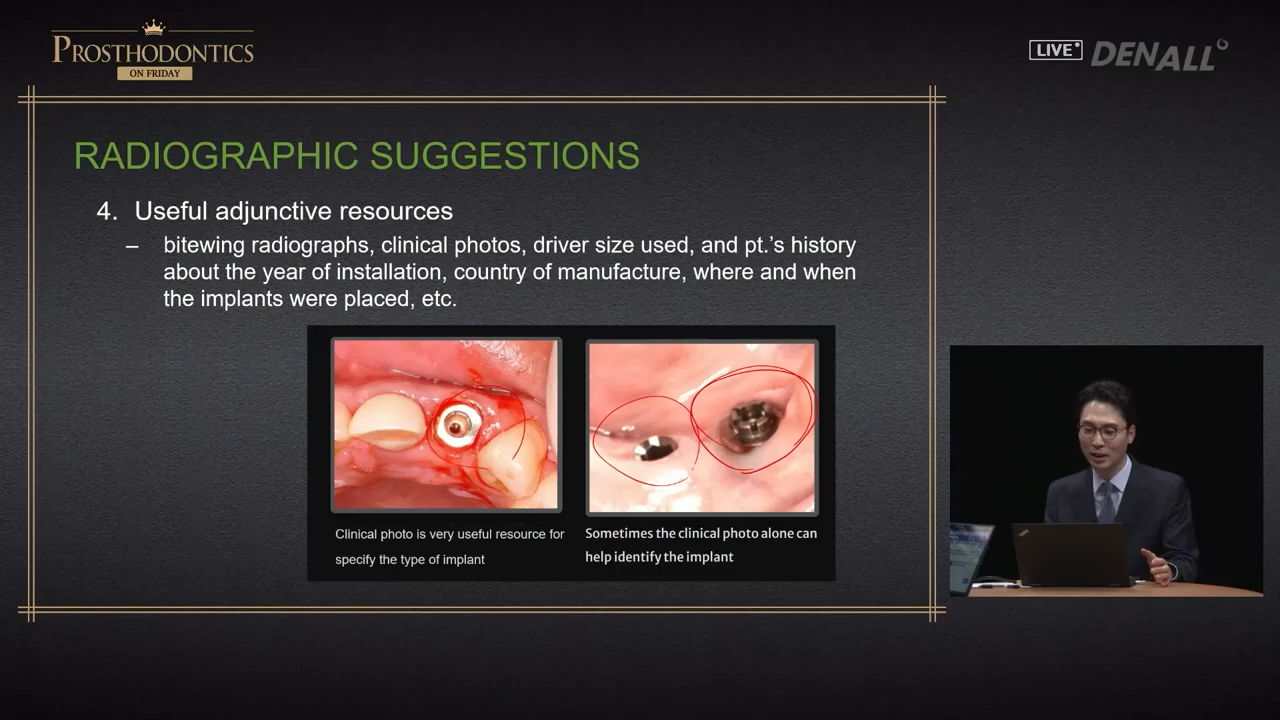 PROSTHODONTICS
ON FRIDAY
LIVE
DENALL
RADIOGRAPHIC SUGGESTIONS
4. Useful adjunctive resources
– bitewing radiographs, clinical photos, driver size used, and pt.'s history
about the year of installation, country of manufacture, where and when
the implants were placed, etc.
Clinical photo is very useful resource for
specify the type of implant
Sometimes the clinical photo alone can
help identify the implant